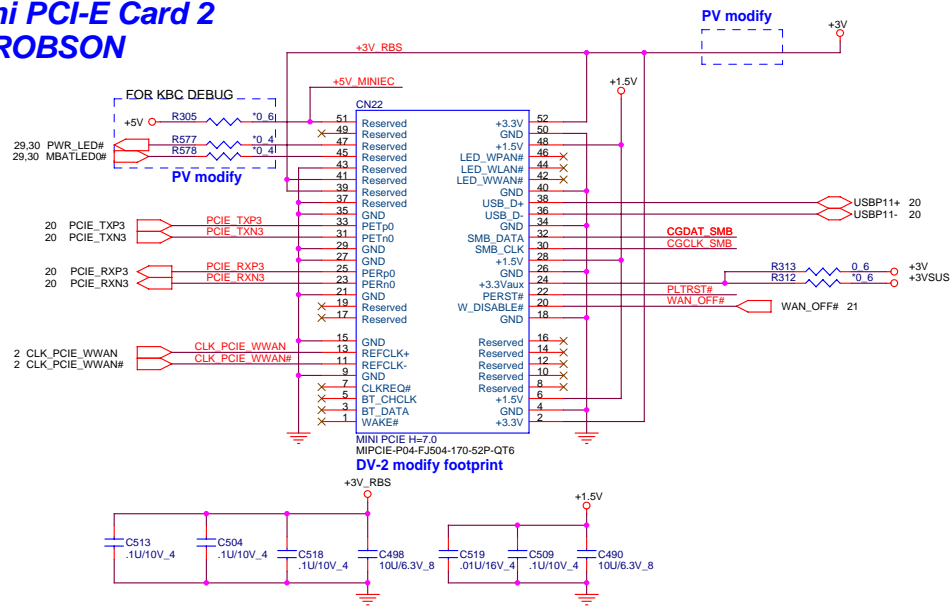 ni PCI-E Card 2
ROBSON
PV modify
+3V
+3V_RBS
+5V_MINIEC
+1.5V
FOR KBC DEBUG
+5V R305 *0_6
29,30 PWR_LED# R577 *0_4
29,30 MBATLED0# R578 *0_4
PV modify
CN22
51 Reserved +3.3V 52
49 Reserved GND 50
47 Reserved +1.5V 48
45 Reserved LED_WPAN# 46
43 Reserved LED_WLAN# 44
41 Reserved LED_WWAN# 42
39 Reserved GND 40
37 Reserved USB_D+ 38 USBP11+ 20
35 GND USB_D- 36 USBP11- 20
20 PCIE_TXP3 PCIE_TXP3 33 PETp0 GND 34
20 PCIE_TXN3 PCIE_TXN3 31 PETn0 SMB_DATA 32 CGDAT_SMB
29 GND SMB_CLK 30 CGCLK_SMB
27 GND +1.5V 28
20 PCIE_RXP3 PCIE_RXP3 25 PERp0 GND 26 R313 0_6 +3V
20 PCIE_RXN3 PCIE_RXN3 23 PERn0 +3.3Vaux 24 R312 *0_6 +3VSUS
21 GND PERST# 22 PLTRST#
19 Reserved W_DISABLE# 20 WAN_OFF# WAN_OFF# 21
17 Reserved GND 18
15 GND Reserved 16
2 CLK_PCIE_WWAN CLK_PCIE_WWAN 13 REFCLK+ Reserved 14
2 CLK_PCIE_WWAN# CLK_PCIE_WWAN# 11 REFCLK- Reserved 12
9 GND Reserved 10
7 CLKREQ# Reserved 8
5 BT_CHCLK +1.5V 6
3 BT_DATA GND 4
1 WAKE# +3.3V 2
MINI PCIE H=7.0
MIPCIE-P04-FJ504-170-52P-QT6
DV-2 modify footprint
+3V_RBS
+1.5V
C513 .1U/10V_4
C504 .1U/10V_4
C518 .1U/10V_4
C498 10U/6.3V_8
C519 .01U/16V_4
C509 .1U/10V_4
C490 10U/6.3V_8